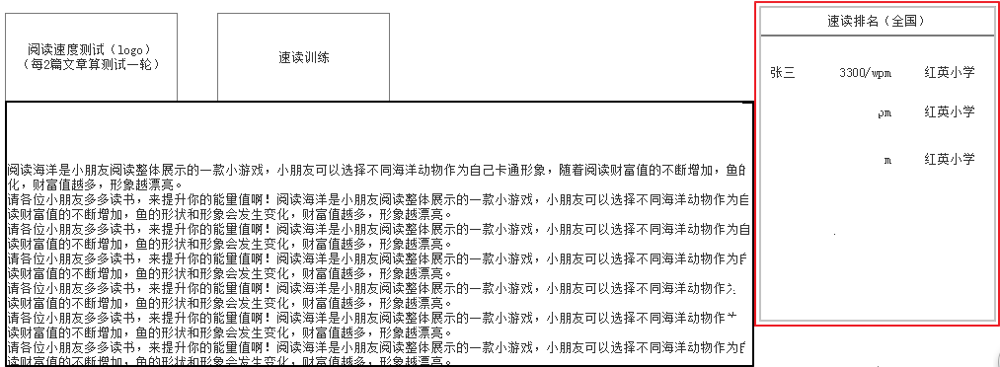 阅读速度测试（logo）
（每2篇文章算测试一轮）
速读训练
速读排名（全国）
张三 3300/wpm 红英小学
pm 红英小学
m 红英小学
阅读海洋是小朋友阅读整体展示的一款小游戏，小朋友可以选择不同海洋动物作为自己卡通形象，随着阅读财富值的不断增加，鱼的
化，财富值越多，形象越漂亮。
请各位小朋友多多读书，来提升你的能量值啊！阅读海洋是小朋友阅读整体展示的一款小游戏，小朋友可以选择不同海洋动物作为自
读财富值的不断增加，鱼的形状和形象会发生变化，财富值越多，形象越漂亮。
请各位小朋友多多读书，来提升你的能量值啊！阅读海洋是小朋友阅读整体展示的一款小游戏，小朋友可以选择不同海洋动物作为自
读财富值的不断增加，鱼的形状和形象会发生变化，财富值越多，形象越漂亮。
请各位小朋友多多读书，来提升你的能量值啊！阅读海洋是小朋友阅读整体展示的一款小游戏，小朋友可以选择不同海洋动物作为
读财富值的不断增加，鱼的形状和形象会发生变化，财富值越多，形象越漂亮。
请各位小朋友多多读书，来提升你的能量值啊！阅读海洋是小朋友阅读整体展示的一款小游戏，小朋友可以选择不同海洋动物作
读财富值的不断增加，鱼的形状和形象会发生变化，财富值越多，形象越漂亮。
请各位小朋友多多读书，来提升你的能量值啊！阅读海洋是小朋友阅读整体展示的一款小游戏，小朋友可以选择不同海洋动物作
读财富值的不断增加，鱼的形状和形象会发生变化，财富值越多，形象越漂亮。
请各位小朋友多多读书，来提升你的能量值啊！阅读海洋是小朋友阅读整体展示的一款小游戏，小朋友可以选择不同海洋动物作为
读财富值的不断增加，鱼的形状和形象会发生变化，财富值越多，形象越漂亮。